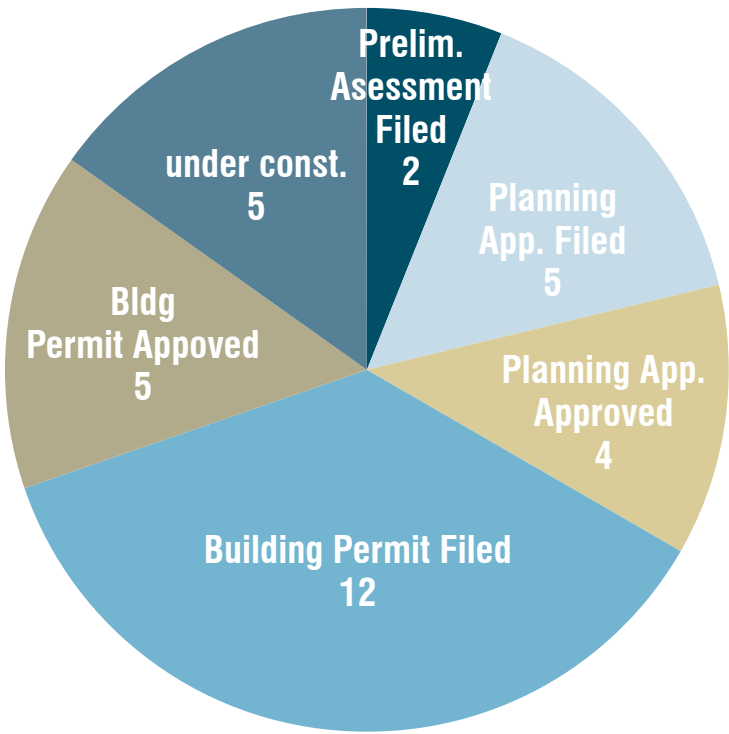 Prelim.
Asessment
Filed
2
Planning
App. Filed
5
Planning App.
Approved
4
Building Permit Filed
12
Bldg
Permit Appoved
5
under const.
5